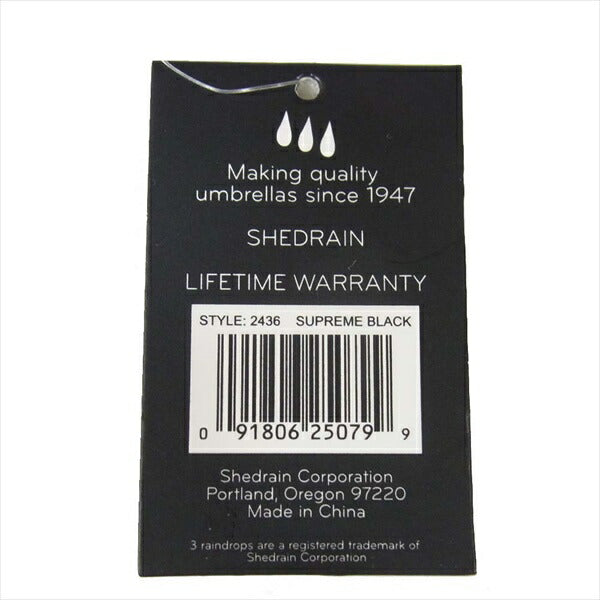 Making quality
umbrellas since 1947
SHEDRAIN
LIFETIME WARRANTY
STYLE: 2436 SUPREME BLACK
0 91806 25079 9
Shedrain Corporation
Portland, Oregon 97220
Made in China
3 raindrops are a registered trademark of
Shedrain Corporation